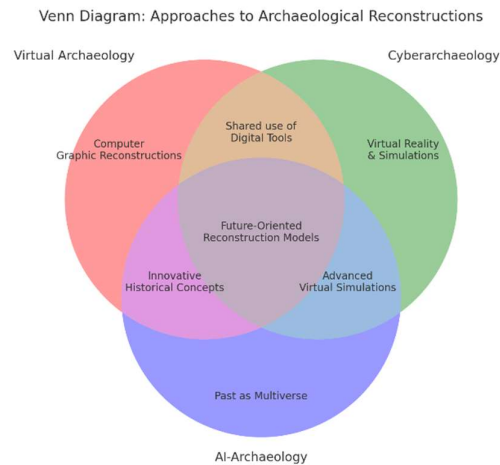 Venn Diagram: Approaches to Archaeological Reconstructions
Virtual Archaeology
Cyberarchaeology
Shared use of
Digital Tools
Computer
Graphic Reconstructions
Virtual Reality
& Simulations
Future-Oriented
Reconstruction Models
Innovative
Historical Concepts
Advanced
Virtual Simulations
Past as Multiverse
AI-Archaeology